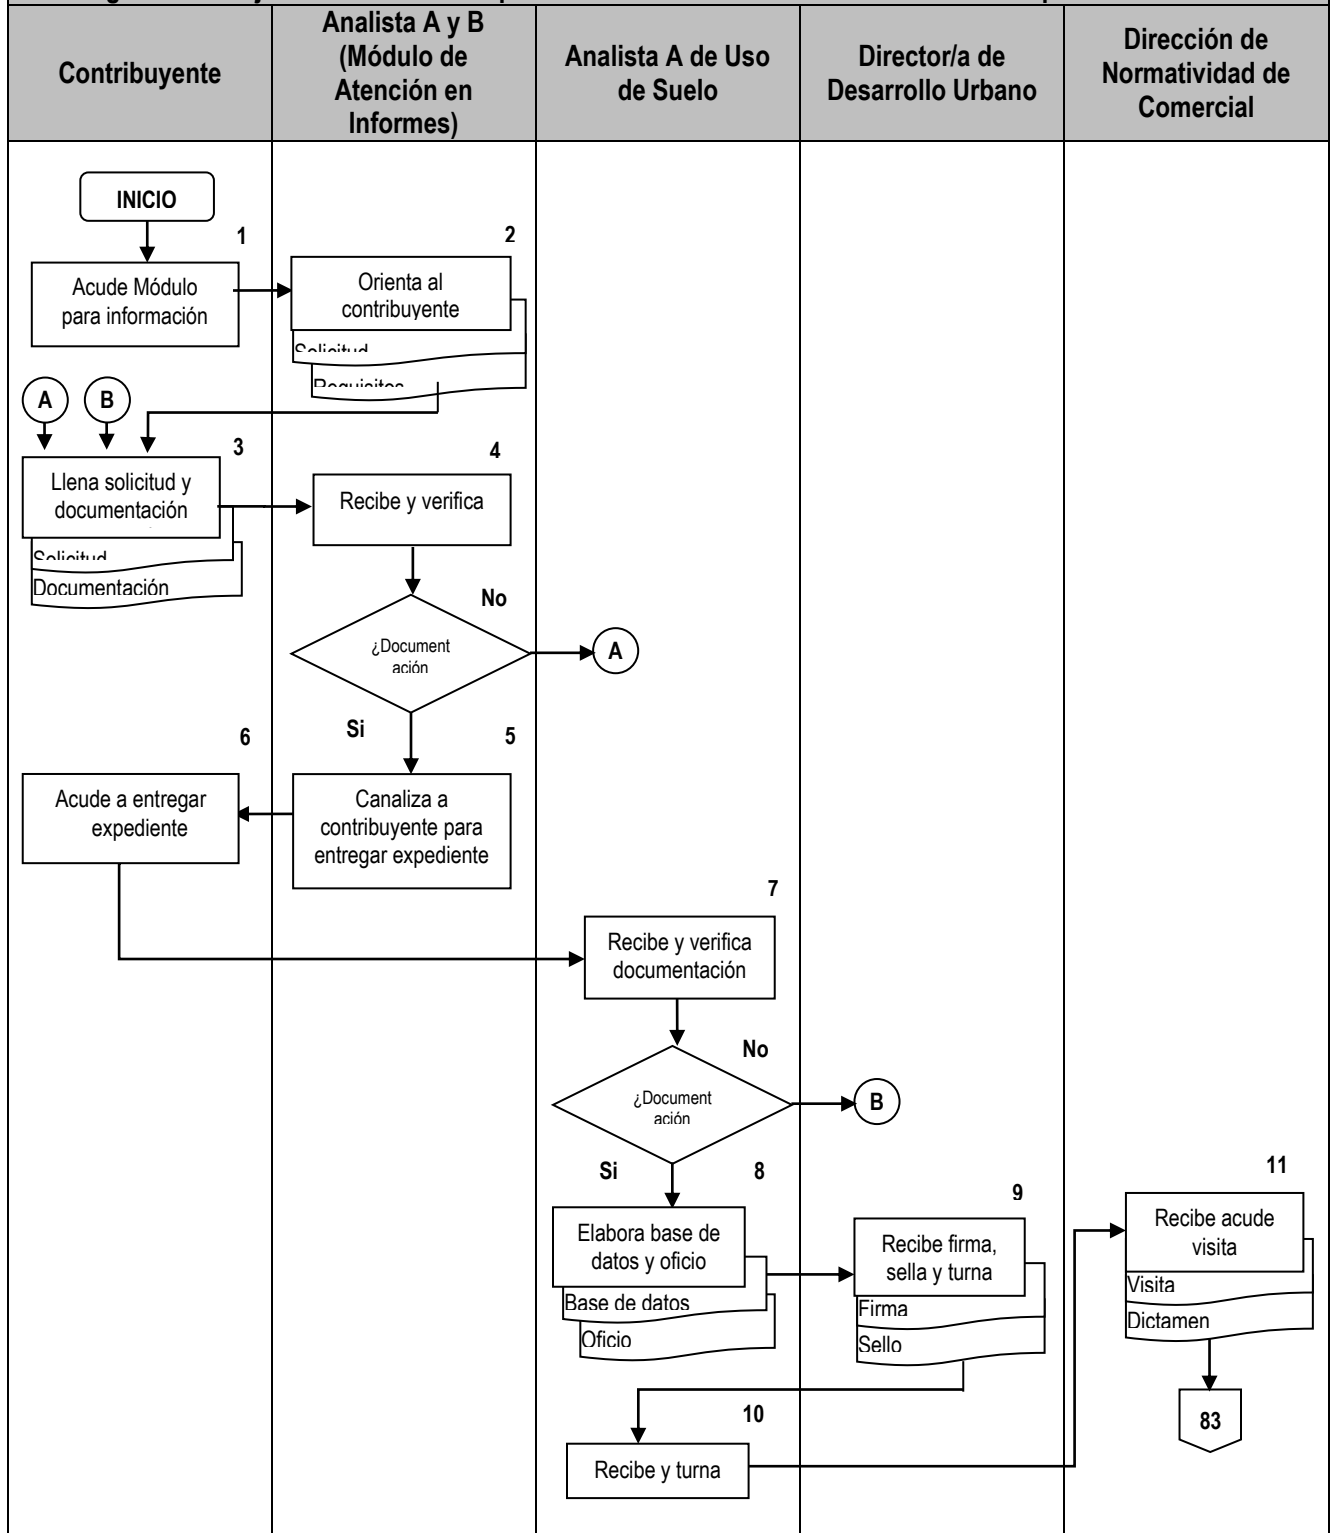 Contribuyente
Analista A y B
(Módulo de
Atención en
Informes)
Analista A de Uso
de Suelo
Director/a de
Desarrollo Urbano
Dirección de
Normatividad de
Comercial
INICIO
1
Acude Módulo
para información
2
Orienta al
contribuyente
Solicitud
Requisitos
A
B
3
Llena solicitud y
documentación
Solicitud
Documentación
4
Recibe y verifica
No
¿Document
ación
A
Si
5
Canaliza a
contribuyente para
entregar expediente
6
Acude a entregar
expediente
7
Recibe y verifica
documentación
No
¿Document
ación
B
Si
8
Elabora base de
datos y oficio
Base de datos
Oficio
9
Recibe firma,
sella y turna
Firma
Sello
10
Recibe y turna
11
Recibe acude
visita
Visita
Dictamen
83